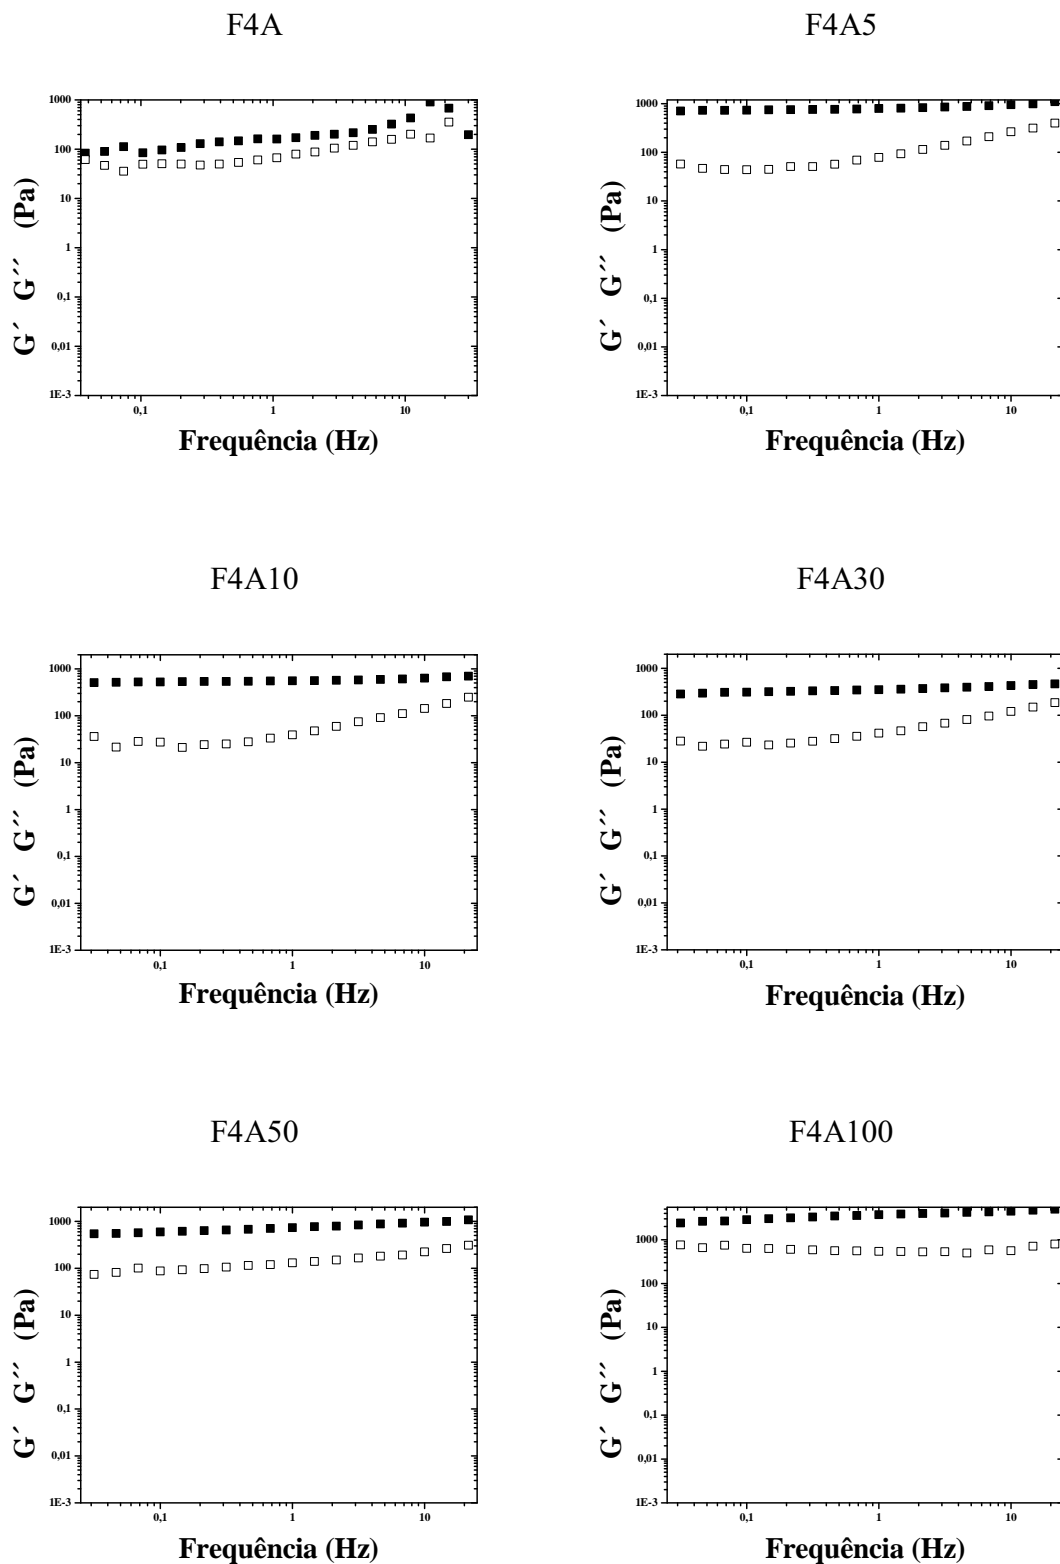 F4A
1000
100
10
1
0,1
0,01
1E-3
G´ G´´ (Pa)
0,1 1 10
Frequência (Hz)
F4A5
1000
100
10
1
0,1
0,01
1E-3
G´ G´´ (Pa)
0,1 1 10
Frequência (Hz)
F4A10
1000
100
10
1
0,1
0,01
1E-3
G´ G´´ (Pa)
0,1 1 10
Frequência (Hz)
F4A30
1000
100
10
1
0,1
0,01
1E-3
G´ G´´ (Pa)
0,1 1 10
Frequência (Hz)
F4A50
1000
100
10
1
0,1
0,01
1E-3
G´ G´´ (Pa)
0,1 1 10
Frequência (Hz)
F4A100
1000
100
10
1
0,1
0,01
1E-3
G´ G´´ (Pa)
0,1 1 10
Frequência (Hz)